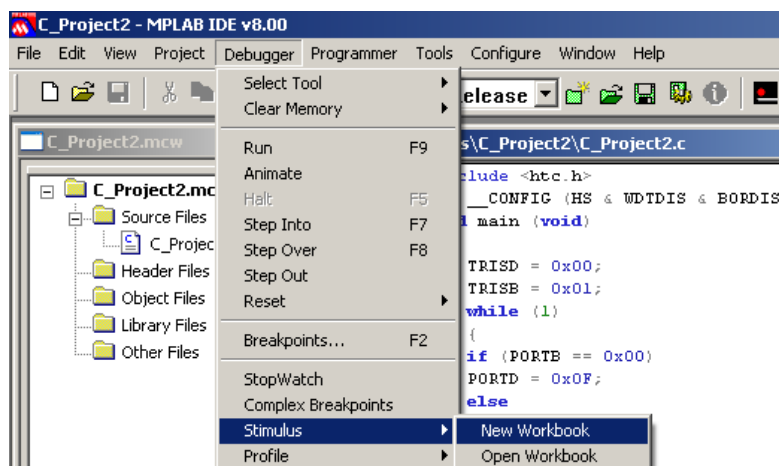 C_Project2 - MPLAB IDE v8.00
File Edit View Project Debugger Programmer Tools Configure Window Help
elease
Select Tool
Clear Memory
Run F9
Animate
Halt F5
Step Into F7
Step Over F8
Step Out
Reset
Breakpoints... F2
StopWatch
Complex Breakpoints
Stimulus
Profile
New Workbook
Open Workbook
C_Project2.mcw
C_Project2.mc
Source Files
C_Projec
Header Files
Object Files
Library Files
Other Files
s\C_Project2\C_Project2.c
clude <htc.h>
__CONFIG (HS & WDTDIS & BORDIS
d main (void)
TRISD = 0x00;
TRISB = 0x01;
while (1)
{
if (PORTB == 0x00)
PORTD = 0x0F;
else